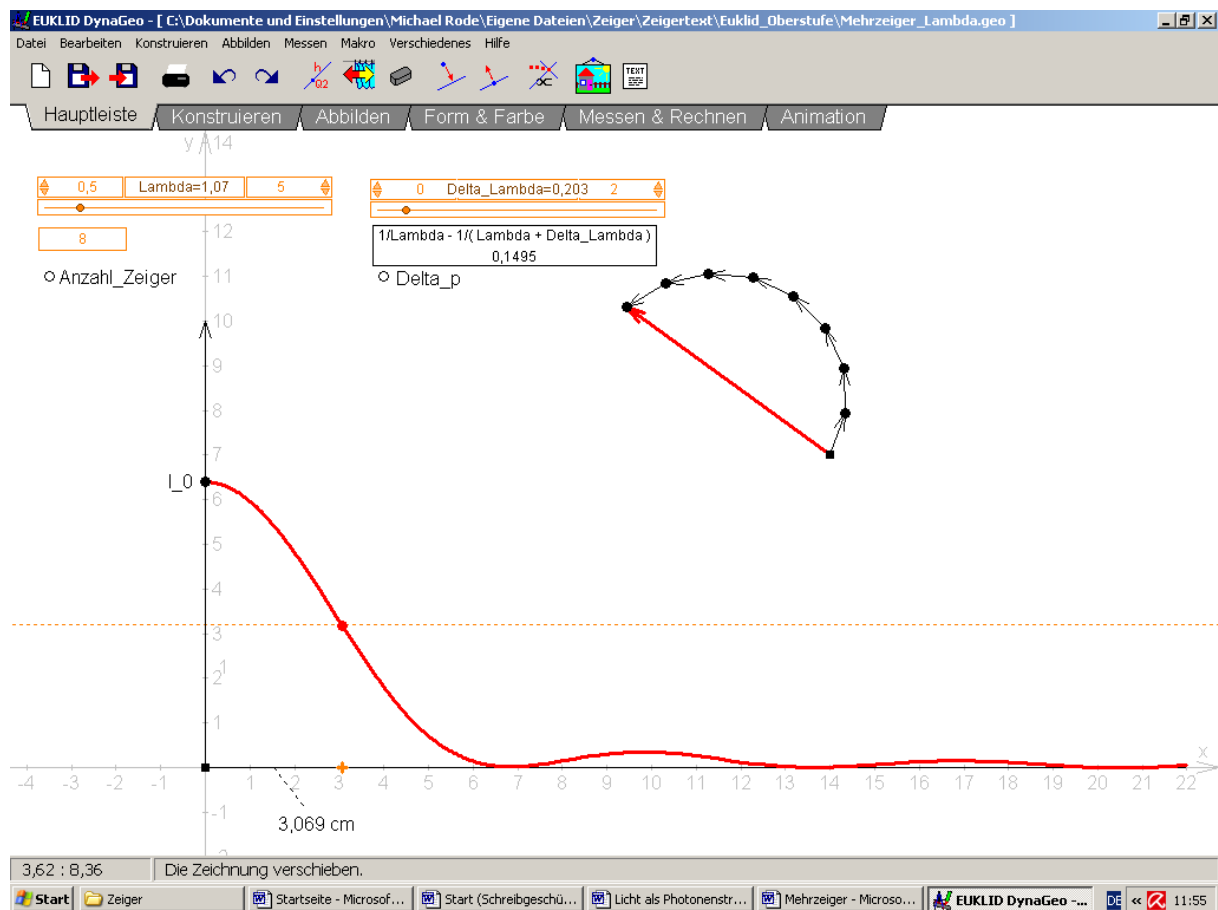 EUKLID DynaGeo - [ C:\Dokumente und Einstellungen\Michael Rode\Eigene Dateien\Zeiger\Zeigertext\Euklid_Oberstufe\Mehrzeiger_Lambda.geo ]
Datei Bearbeiten Konstruieren Abbilden Messen Makro Verschiedenes Hilfe
TEXT
Hauptleiste Konstruieren Abbilden Form & Farbe Messen & Rechnen Animation
y 14
0,5 Lambda=1,07 5
0 Delta_Lambda=0,203 2
8
12
1/Lambda - 1/( Lambda + Delta_Lambda )
0,1495
Anzahl_Zeiger
11
Delta_p
10
9
8
7
I_0
6
5
4
3
2
1
1
x
-4 -3 -2 -1 1 2 3 4 5 6 7 8 9 10 11 12 13 14 15 16 17 18 19 20 21 22
-1
3,069 cm
3,62 : 8,36 Die Zeichnung verschieben.
Start Zeiger Startseite - Microsof... Start (Schreibgeschü... Licht als Photonenstr... Mehrzeiger - Microso... EUKLID DynaGeo -... DE « 11:55